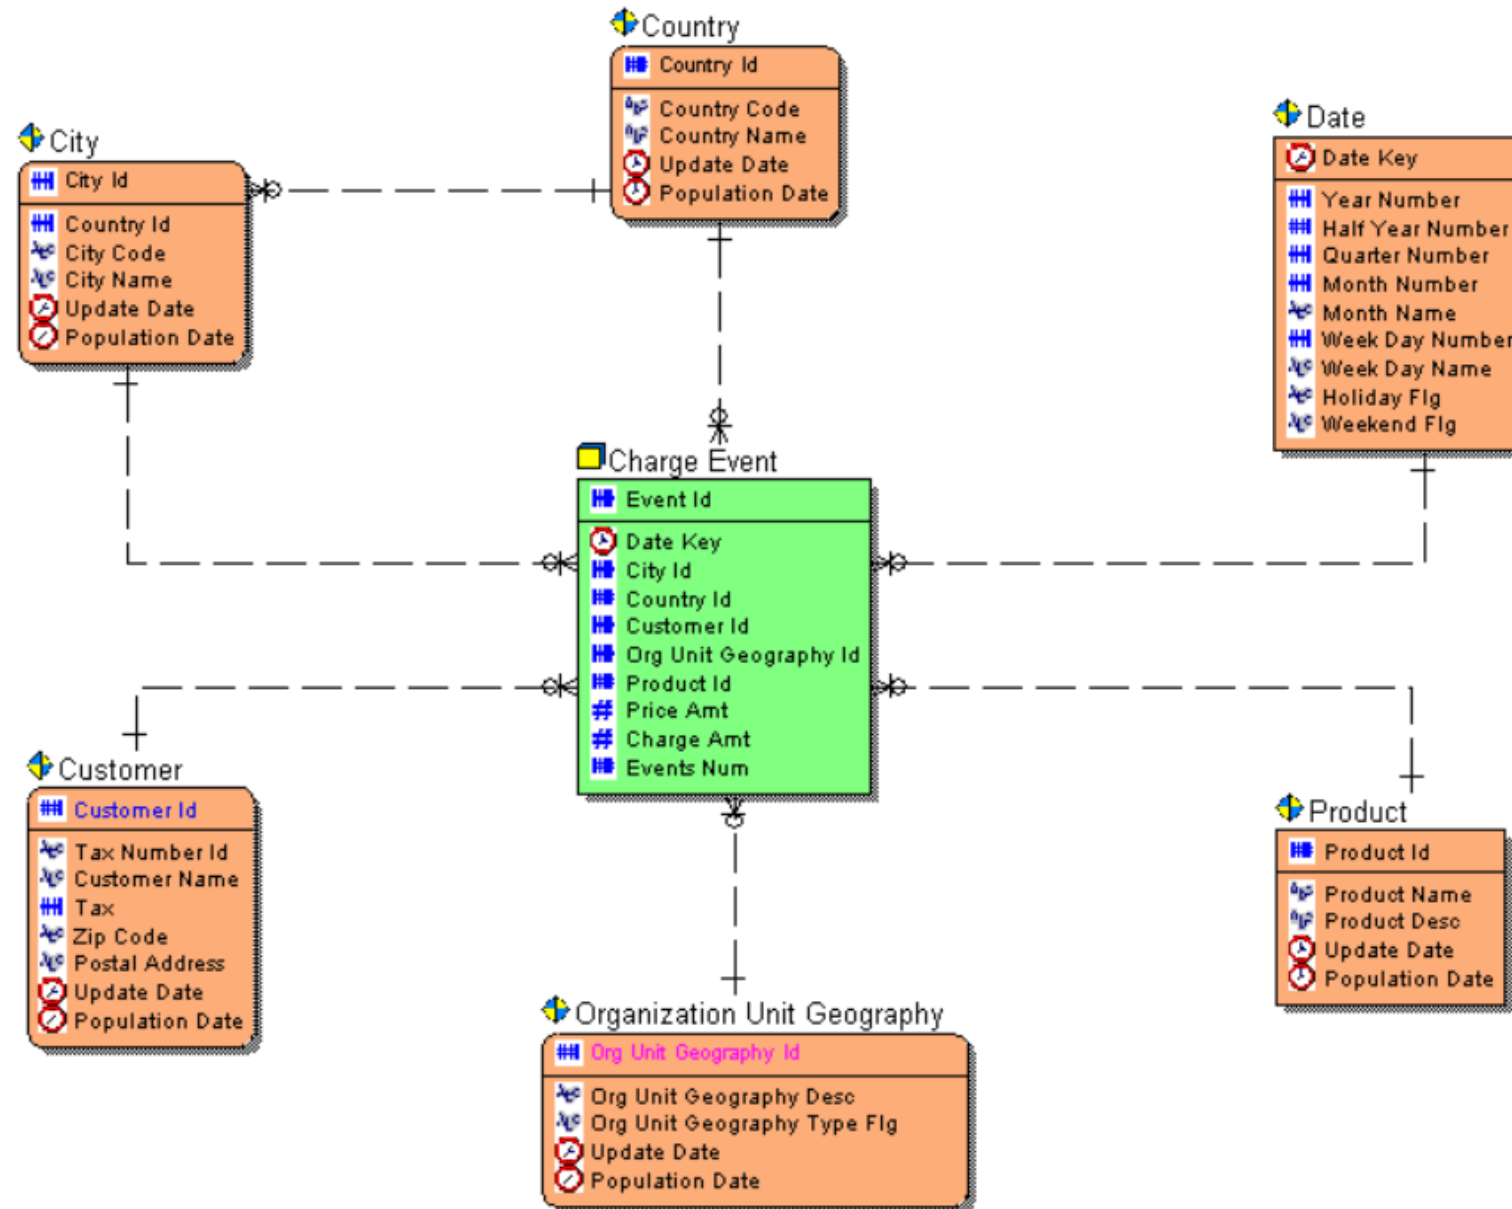 Country
Country Id
Country Code
Country Name
Update Date
Population Date
City
City Id
Country Id
City Code
City Name
Update Date
Population Date
Date
Date Key
Year Number
Half Year Number
Quarter Number
Month Number
Month Name
Week Day Number
Week Day Name
Holiday Flg
Weekend Flg
Charge Event
Event Id
Date Key
City Id
Country Id
Customer Id
Org Unit Geography Id
Product Id
Price Amt
Charge Amt
Events Num
Customer
Customer Id
Tax Number Id
Customer Name
Tax
Zip Code
Postal Address
Update Date
Population Date
Product
Product Id
Product Name
Product Desc
Update Date
Population Date
Organization Unit Geography
Org Unit Geography Id
Org Unit Geography Desc
Org Unit Geography Type Flg
Update Date
Population Date